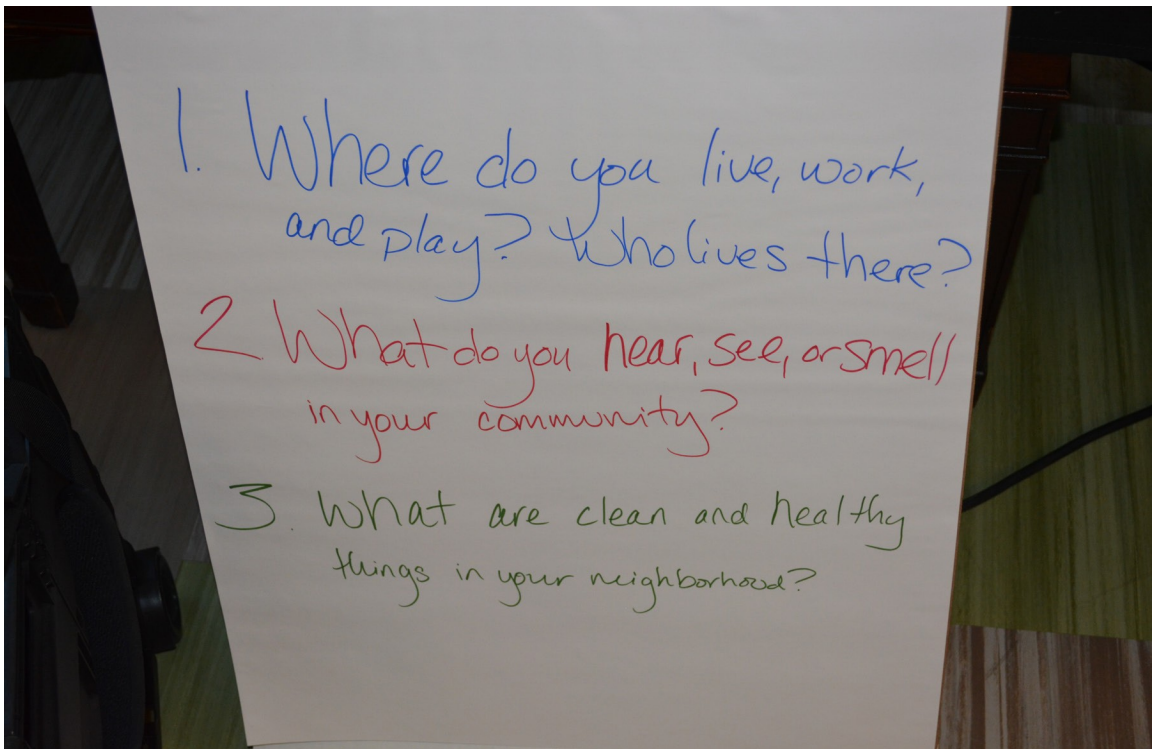 1. Where do you live, work,
and play? Who lives there?
2. What do you hear, see, or smell
in your community?
3. What are clean and healthy
things in your neighborhood?